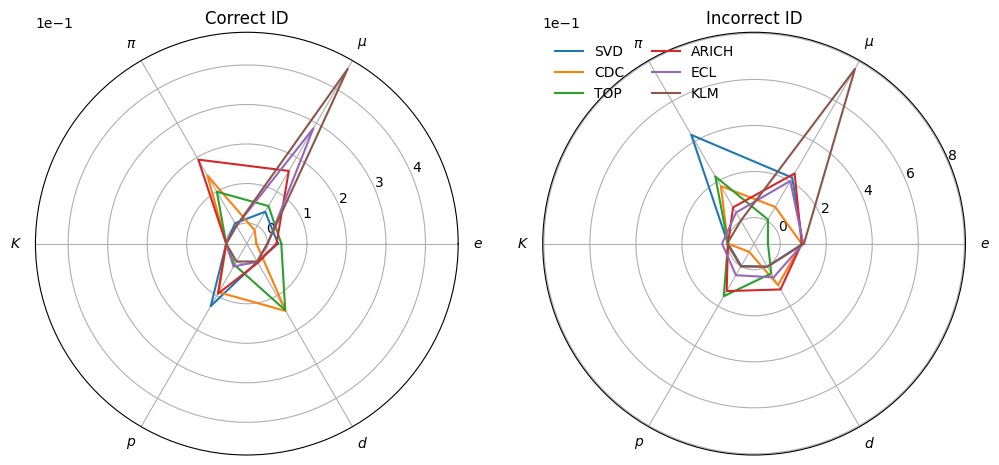 Correct ID
1e−1
e
μ
π
K
p
d
0
1
2
3
4
Incorrect ID
1e−1
e
μ
π
K
p
d
0
2
4
6
8
SVD
CDC
TOP
ARICH
ECL
KLM